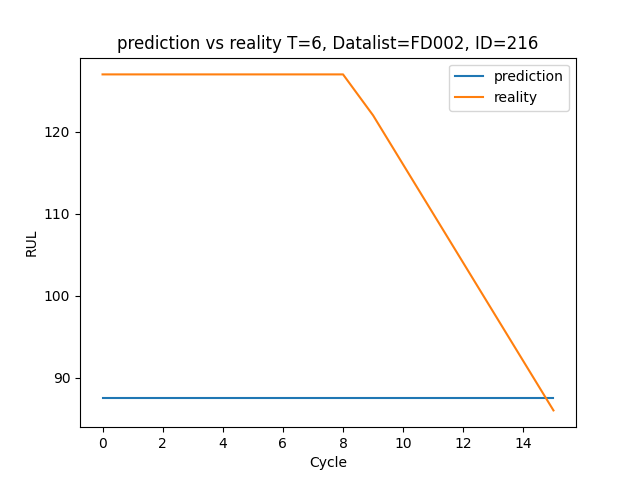 prediction vs reality T=6, Datalist=FD002, ID=216
prediction
reality
120
110
100
90
RUL
0 2 4 6 8 10 12 14
Cycle